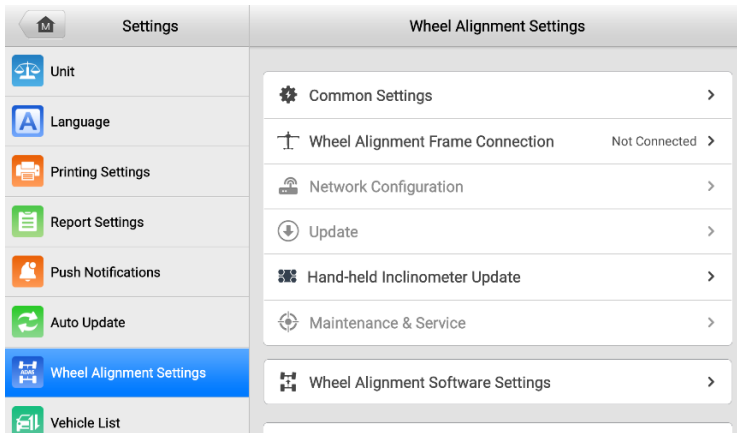 M
Settings
Wheel Alignment Settings
Unit
Language
Printing Settings
Report Settings
Push Notifications
Auto Update
ADAS
Wheel Alignment Settings
Vehicle List
Common Settings
Wheel Alignment Frame Connection Not Connected
Network Configuration
Update
Hand-held Inclinometer Update
Maintenance & Service
Wheel Alignment Software Settings